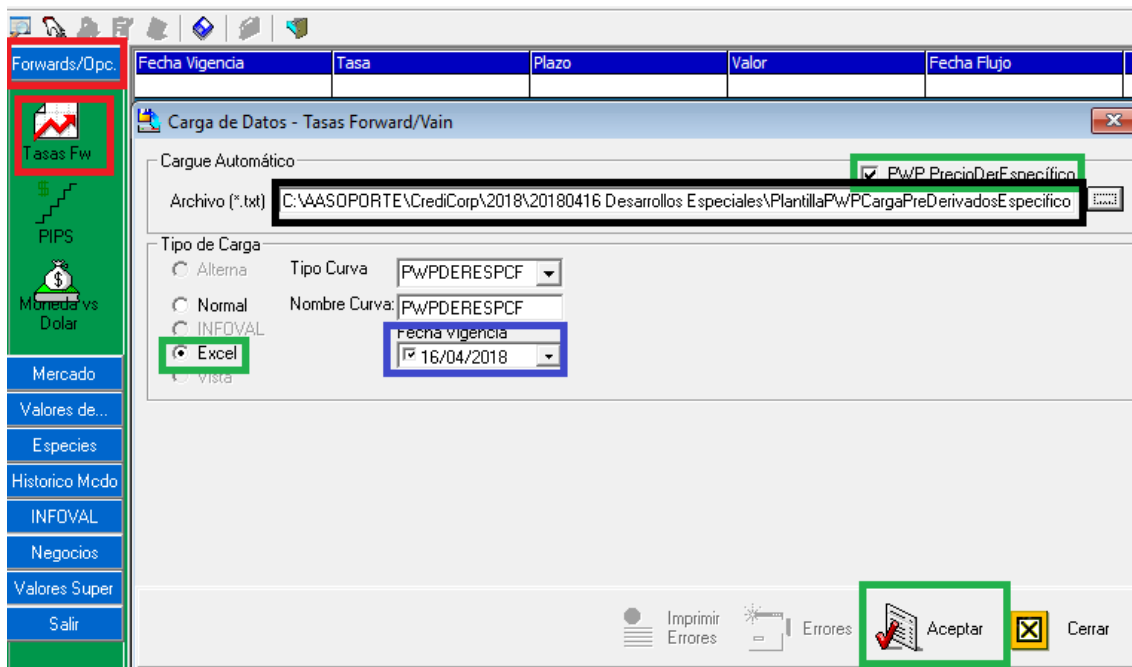 Forwards/Opc.
Tasas Fw
PIPS
Moneda vs
Dolar
Mercado
Valores de...
Especies
Historico Mcdo
INFOVAL
Negocios
Valores Super
Salir
Fecha Vigencia Tasa Plazo Valor Fecha Flujo
Carga de Datos - Tasas Forward/Vain
Cargue Automático
PWP PrecioDerEspecífico
Archivo (*.txt) C:\AASOPORTE\CrediCorp\2018\20180416 Desarrollos Especiales\PlantillaPWPCargaPreDerivadosEspecifico
Tipo de Carga
Alterna Tipo Curva PWPDERESPCF
Normal Nombre Curva: PWPDERESPCF
INFOVAL Fecha Vigencia
Excel 16/04/2018
Vista
Imprimir
Errores
Errores
Aceptar
Cerrar